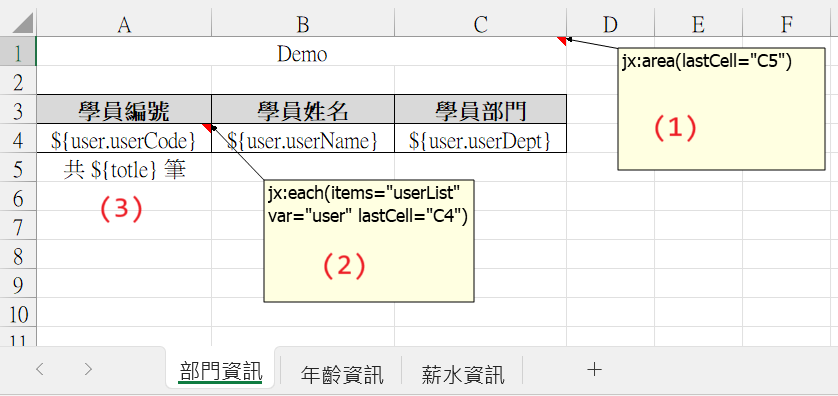 A B C D E F
1 Demo
jx:area(lastCell="C5")
(1)
2
3 學員編號 學員姓名 學員部門
4 ${user.userCode} ${user.userName} ${user.userDept}
5 共 ${totle} 筆
jx:each(items="userList"
var="user" lastCell="C4")
(2)
6 (3)
7
8
9
10
11
部門資訊 年齡資訊 薪水資訊 +